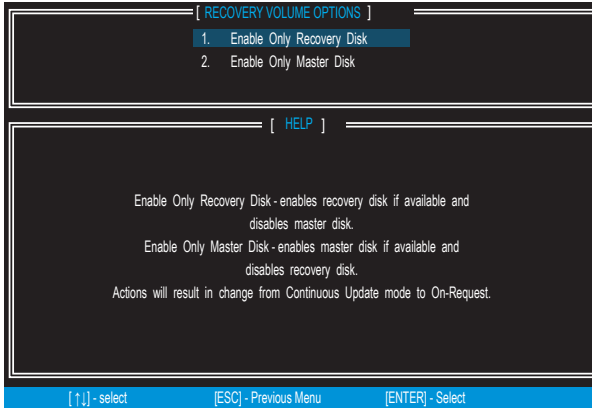 [ RECOVERY VOLUME OPTIONS ]
1. Enable Only Recovery Disk
2. Enable Only Master Disk
[ HELP ]
Enable Only Recovery Disk - enables recovery disk if available and
disables master disk.
Enable Only Master Disk - enables master disk if available and
disables recovery disk.
Actions will result in change from Continuous Update mode to On-Request.
[↑↓] - select [ESC] - Previous Menu [ENTER] - Select